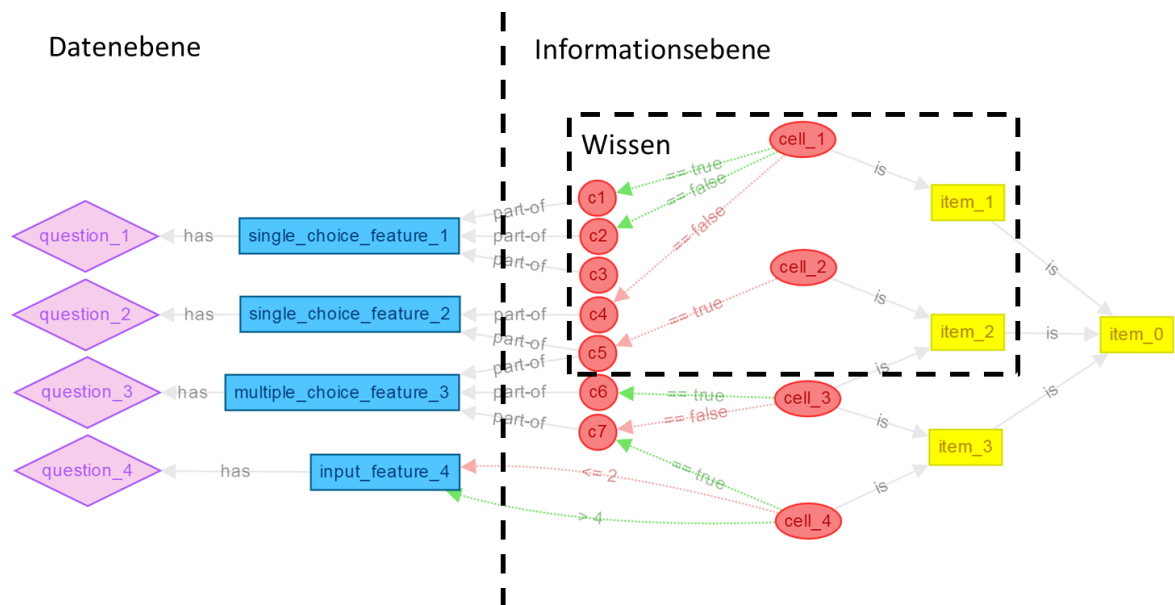 Datenebene
Informationsebene
Wissen
cell_1
== true
== false
== false
is
c1
item_1
part-of
question_1
has
single_choice_feature_1
part-of
c2
part-of
c3
cell_2
is
is
question_2
has
single_choice_feature_2
part-of
c4
== true
item_2
is
item_0
part-of
c5
part-of
question_3
has
multiple_choice_feature_3
part-of
c6
== true
cell_3
is
is
is
== false
part-of
c7
item_3
question_4
has
input_feature_4
<= 2
== true
is
> 4
cell_4